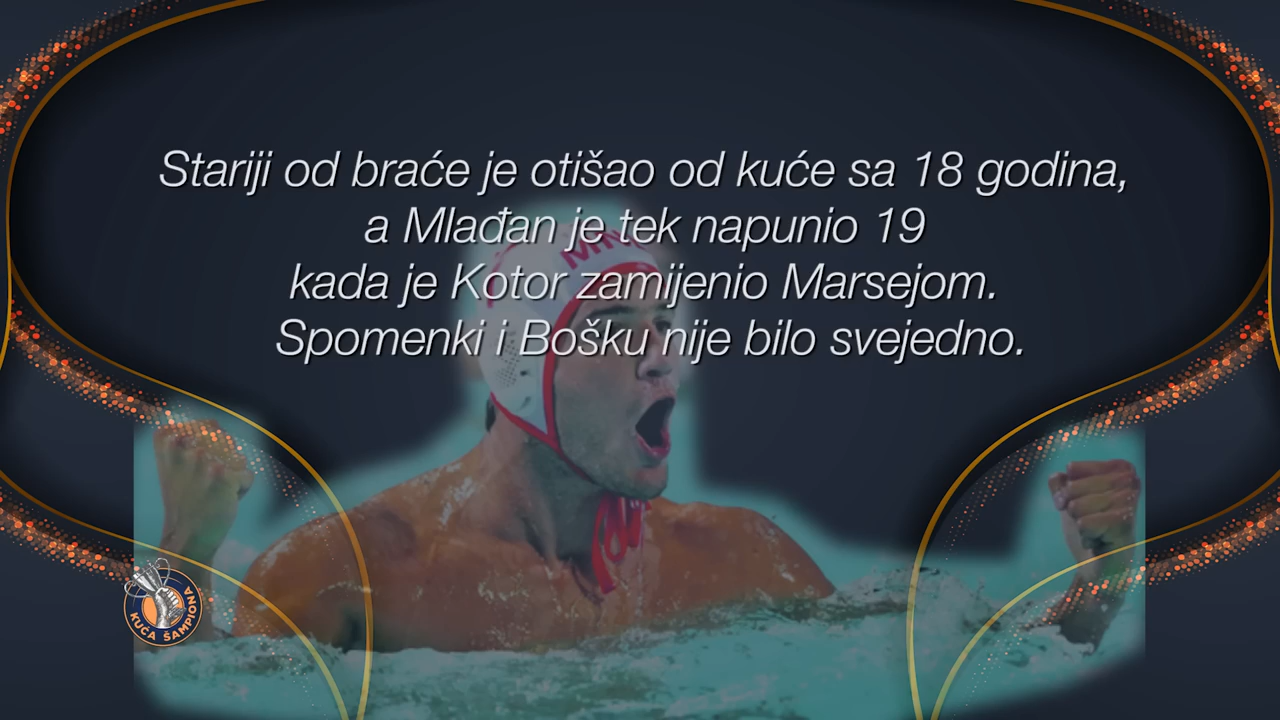 Stariji od braće je otišao od kuće sa 18 godina,
a Mlađan je tek napunio 19
kada je Kotor zamijenio Marsejom.
Spomenki i Bošku nije bilo svejedno.
KUĆA ŠAMPIONA